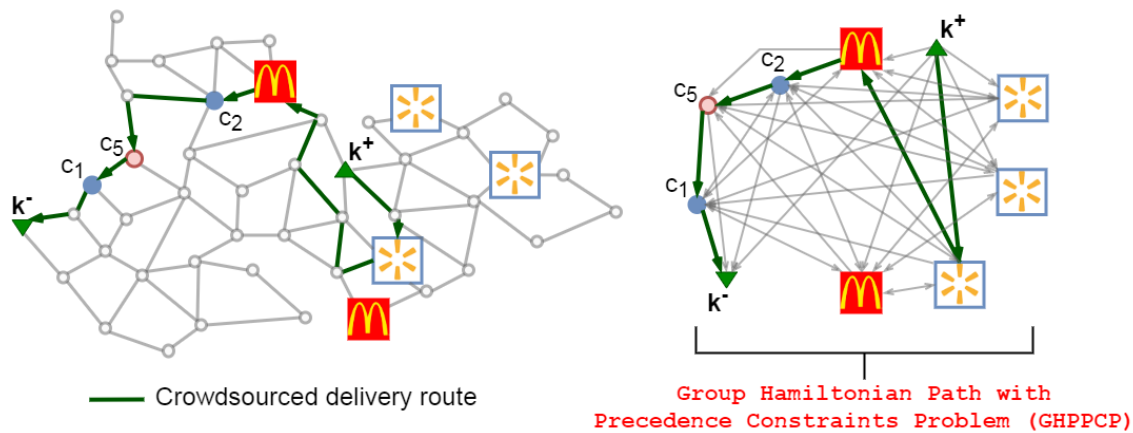 c2
k+
c5
c1
k-
Crowdsourced delivery route
k+
c2
c5
c1
k-
Group Hamiltonian Path with
Precedence Constraints Problem (GHPPCP)